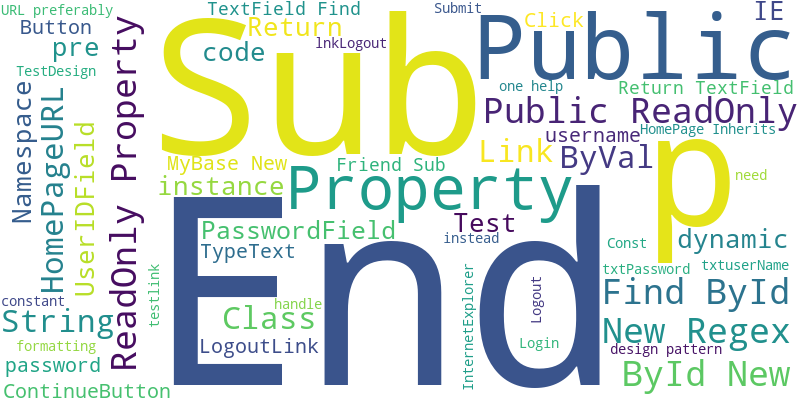 URL preferably
Button
pre
TestDesign
Namespace
HomePageURL
UserIDField
ReadOnly Property
constant
String
formatting
password
ContinueButton
testlink
TextField Find
Return
code
lnkLogout
Submit
Click
IE
Sub
Public
one help
Return TextField
Public ReadOnly
username
HomePage Inherits
Link
ByVal
p
need
MyBase New
Friend Sub
instance
Property
Test
PasswordField
TypeText
instead
Const
dynamic
End
InternetExplorer
txtPassword
txtuserName
Find ById
Class
handle
Logout
New Regex
LogoutLink
Login
design pattern
ById New